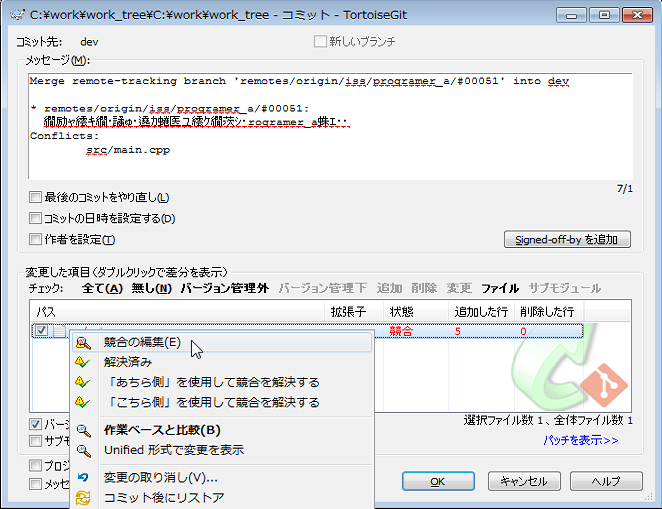 C:¥work¥work_tree¥C:¥work¥work_tree - コミット - TortoiseGit
コミット先: dev
新しいブランチ
メッセージ(M):
Merge remote-tracking branch 'remotes/origin/iss/programer_a/#00051' into dev
* remotes/origin/iss/programer_a/#00051:
rogramer_a
Conflicts:
src/main.cpp
7/1
最後のコミットをやり直し(L)
コミットの日時を設定する(D)
作者を設定(T)
Signed-off-by を追加
変更した項目(ダブルクリックで差分を表示)
チェック: 全て(A) 無し(N) バージョン管理外 バージョン管理下 追加 削除 変更 ファイル サブモジュール
パス 拡張子 状態 追加した行 削除した行
競合 5 0
競合の編集(E)
解決済み
「あちら側」を使用して競合を解決する
「こちら側」を使用して競合を解決する
作業ベースと比較(B)
Unified 形式で変更を表示
変更の取り消し(V)...
コミット後にリストア
バージ
サブモ
選択ファイル数 1、全体ファイル数 1
パッチを表示>>
プロジ
メッセ
OK キャンセル ヘルプ